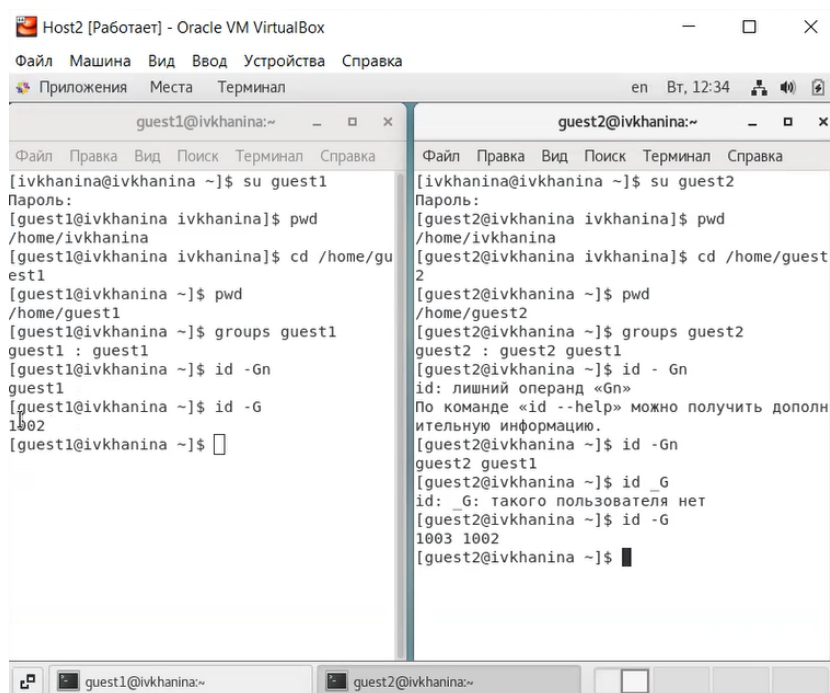 Host2 [Работает] - Oracle VM VirtualBox
Файл Машина Вид Ввод Устройства Справка
Приложения Места Терминал en Вт, 12:34
guest1@ivkhanina:~
Файл Правка Вид Поиск Терминал Справка
[ivkhanina@ivkhanina ~]$ su guest1
Пароль:
[guest1@ivkhanina ivkhanina]$ pwd
/home/ivkhanina
[guest1@ivkhanina ivkhanina]$ cd /home/gu
est1
[guest1@ivkhanina ~]$ pwd
/home/guest1
[guest1@ivkhanina ~]$ groups guest1
guest1 : guest1
[guest1@ivkhanina ~]$ id -Gn
guest1
[guest1@ivkhanina ~]$ id -G
1002
[guest1@ivkhanina ~]$
guest2@ivkhanina:~
Файл Правка Вид Поиск Терминал Справка
[ivkhanina@ivkhanina ~]$ su guest2
Пароль:
[guest2@ivkhanina ivkhanina]$ pwd
/home/ivkhanina
[guest2@ivkhanina ivkhanina]$ cd /home/guest
2
[guest2@ivkhanina ~]$ pwd
/home/guest2
[guest2@ivkhanina ~]$ groups guest2
guest2 : guest2 guest1
[guest2@ivkhanina ~]$ id - Gn
id: лишний операнд «Gn»
По команде «id --help» можно получить дополн
ительную информацию.
[guest2@ivkhanina ~]$ id -Gn
guest2 guest1
[guest2@ivkhanina ~]$ id _G
id: _G: такого пользователя нет
[guest2@ivkhanina ~]$ id -G
1003 1002
[guest2@ivkhanina ~]$
guest1@ivkhanina:~ guest2@ivkhanina:~